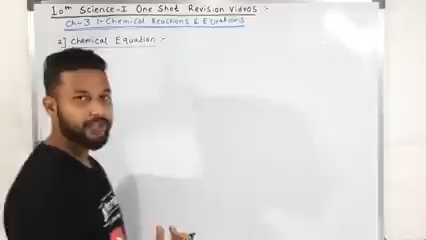 10th Science-I One Shot Revision Videos :-
Ch-3 :- Chemical Reactions & Equations
2] Chemical Equation :-